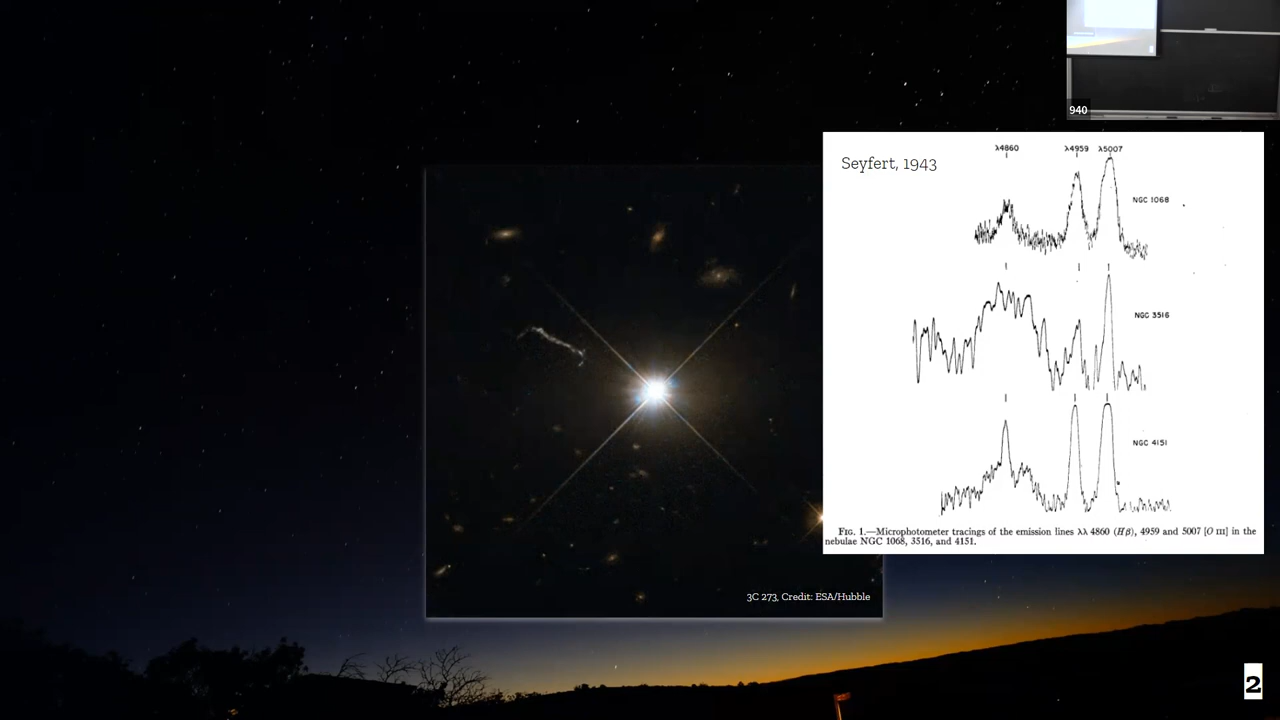 940
Seyfert, 1943
λ4860 λ4959 λ5007
NGC 1068
NGC 3516
NGC 4151
FIG. 1.—Microphotometer tracings of the emission lines λλ 4860 (Hβ), 4959 and 5007 [O III] in the
nebulae NGC 1068, 3516, and 4151.
3C 273, Credit: ESA/Hubble
2